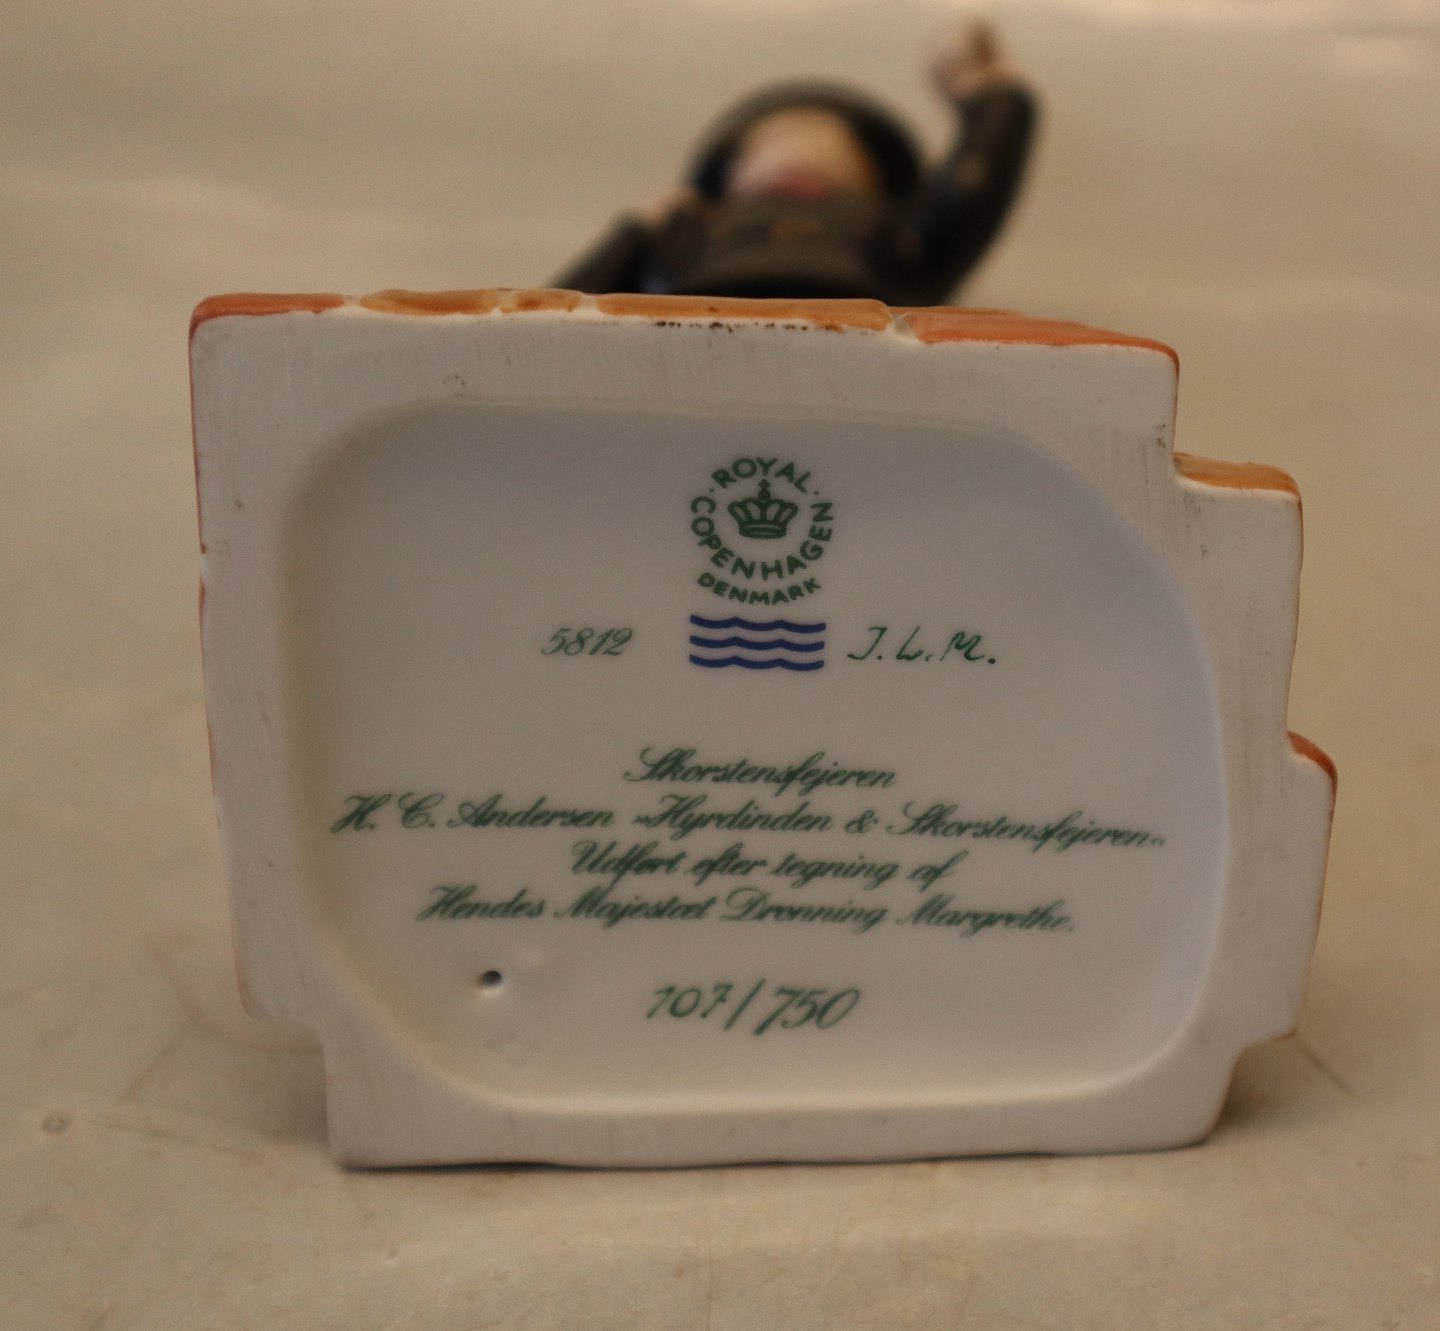 ROYAL
COPENHAGEN
DENMARK
5812 J.L.M.
Skorstensfejeren
H. C. Andersen »Hyrdinden & Skorstensfejeren«
Udført efter tegning af
Hendes Majestæt Dronning Margrethe.
107/750